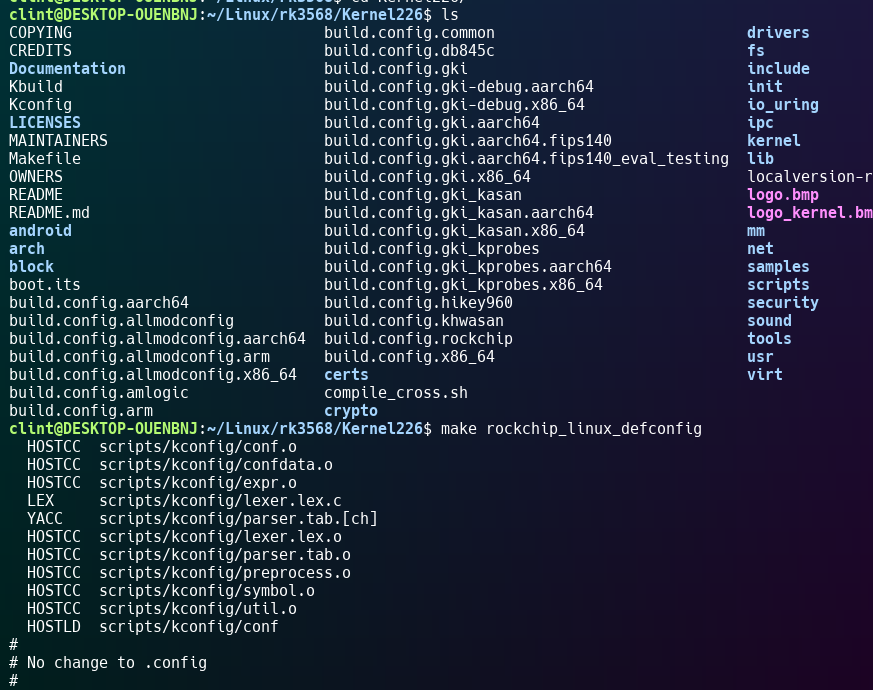 clint@DESKTOP-OUENBNJ:~/Linux/rk3568/Kernel226$ ls
COPYING build.config.common drivers
CREDITS build.config.db845c fs
Documentation build.config.gki include
Kbuild build.config.gki-debug.aarch64 init
Kconfig build.config.gki-debug.x86_64 io_uring
LICENSES build.config.gki.aarch64 ipc
MAINTAINERS build.config.gki.aarch64.fips140 kernel
Makefile build.config.gki.aarch64.fips140_eval_testing lib
OWNERS build.config.gki.x86_64 localversion-r
README build.config.gki_kasan logo.bmp
README.md build.config.gki_kasan.aarch64 logo_kernel.bm
android build.config.gki_kasan.x86_64 mm
arch build.config.gki_kprobes net
block build.config.gki_kprobes.aarch64 samples
boot.its build.config.gki_kprobes.x86_64 scripts
build.config.aarch64 build.config.hikey960 security
build.config.allmodconfig build.config.khwasan sound
build.config.allmodconfig.aarch64 build.config.rockchip tools
build.config.allmodconfig.arm build.config.x86_64 usr
build.config.allmodconfig.x86_64 certs virt
build.config.amlogic compile_cross.sh
build.config.arm crypto
clint@DESKTOP-OUENBNJ:~/Linux/rk3568/Kernel226$ make rockchip_linux_defconfig
HOSTCC scripts/kconfig/conf.o
HOSTCC scripts/kconfig/confdata.o
HOSTCC scripts/kconfig/expr.o
LEX scripts/kconfig/lexer.lex.c
YACC scripts/kconfig/parser.tab.[ch]
HOSTCC scripts/kconfig/lexer.lex.o
HOSTCC scripts/kconfig/parser.tab.o
HOSTCC scripts/kconfig/preprocess.o
HOSTCC scripts/kconfig/symbol.o
HOSTCC scripts/kconfig/util.o
HOSTLD scripts/kconfig/conf
#
# No change to .config
#